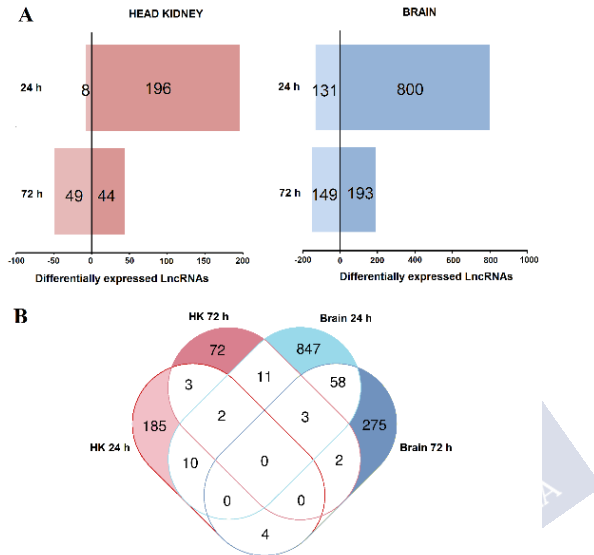 A
HEAD KIDNEY
BRAIN
24 h
8
196
24 h
131
800
72 h
49
44
72 h
149
193
-100
-50
0
50
100
150
200
-200
0
200
400
600
800
1000
Differentially expressed LncRNAs
Differentially expressed LncRNAs
B
HK 72 h
Brain 24 h
72
847
3
11
58
185
2
3
275
HK 24 h
Brain 72 h
10
0
2
0
0
4